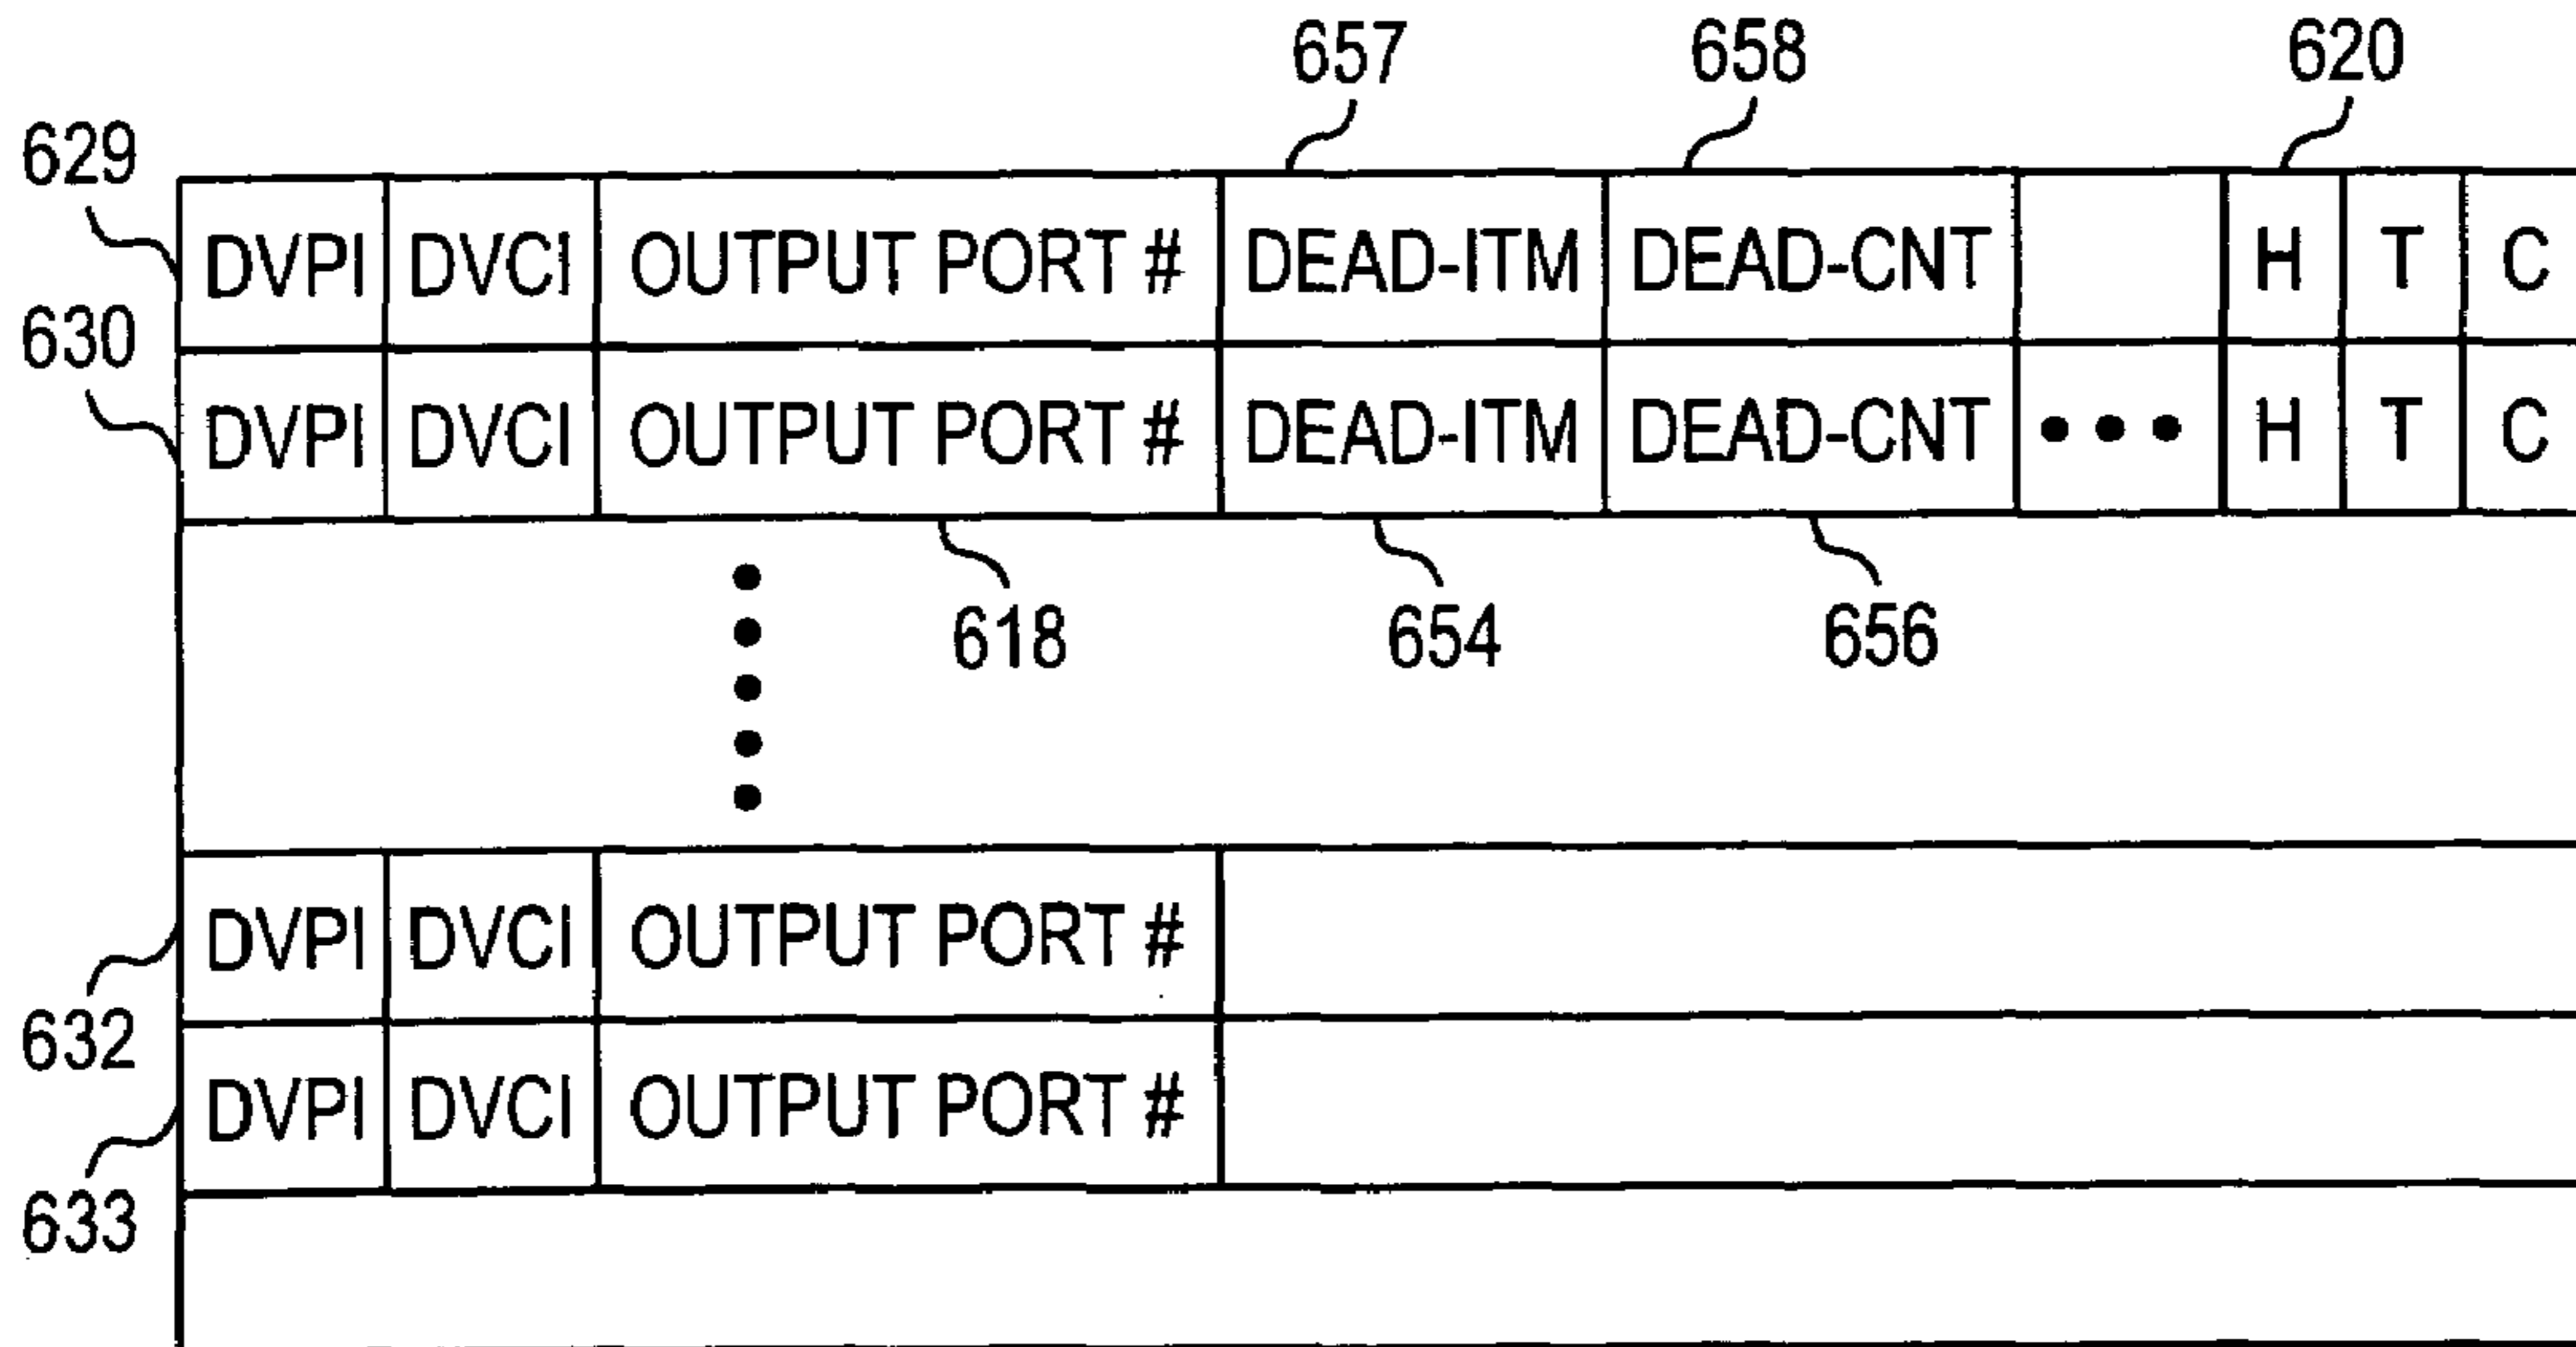 657 658 620
629
DVPI DVCI OUTPUT PORT # DEAD-ITM DEAD-CNT H T C
630
DVPI DVCI OUTPUT PORT # DEAD-ITM DEAD-CNT ••• H T C
618 654 656
DVPI DVCI OUTPUT PORT #
632
DVPI DVCI OUTPUT PORT #
633